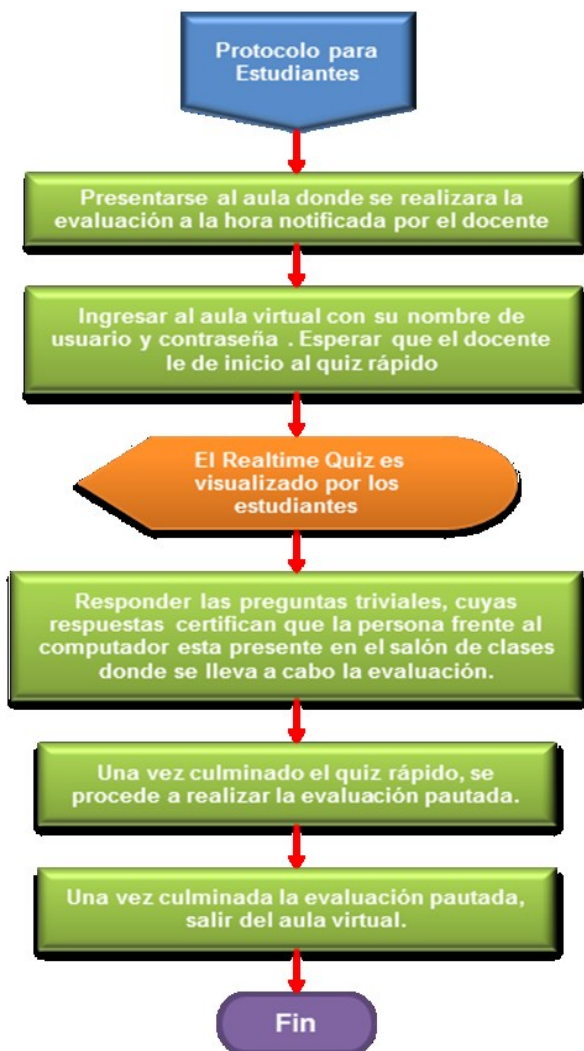 Protocolo para
Estudiantes
Presentarse al aula donde se realizara la
evaluación a la hora notificada por el docente
Ingresar al aula virtual con su nombre de
usuario y contraseña . Esperar que el docente
le de inicio al quiz rápido
El Realtime Quiz es
visualizado por los
estudiantes
Responder las preguntas triviales, cuyas
respuestas certifican que la persona frente al
computador esta presente en el salón de clases
donde se lleva a cabo la evaluación.
Una vez culminado el quiz rápido, se
procede a realizar la evaluación pautada.
Una vez culminada la evaluación pautada,
salir del aula virtual.
Fin